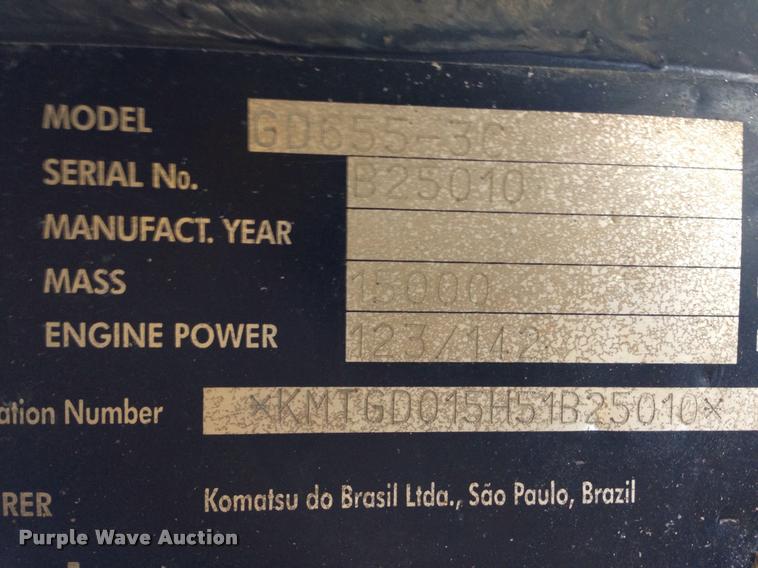 MODEL GD655-3C
SERIAL No. B25010
MANUFACT. YEAR
MASS 15000
ENGINE POWER 123/142
ation Number *KMTGD015H51B25010*
RER Komatsu do Brasil Ltda., São Paulo, Brazil
Purple Wave Auction